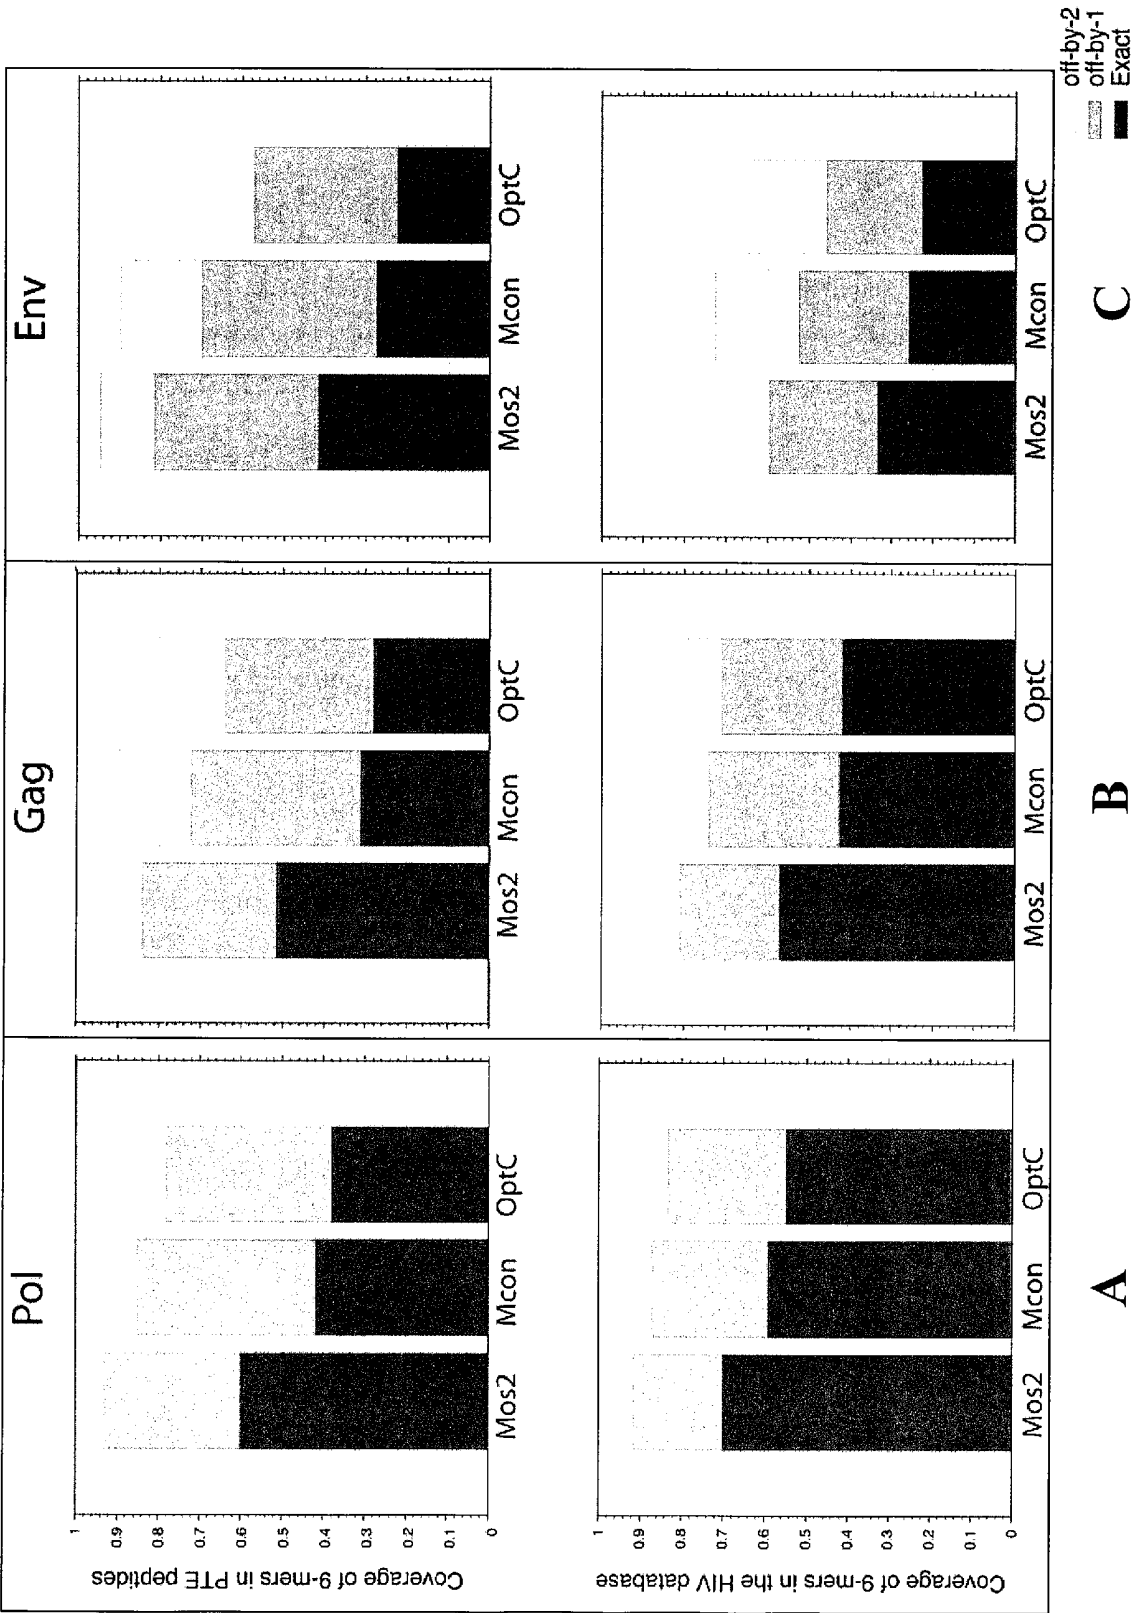 Pol
Coverage of 9-mers in PTE peptides
1
0.9
0.8
0.7
0.6
0.5
0.4
0.3
0.2
0.1
0
Mos2 Mcon OptC
Coverage of 9-mers in the HIV database
1
0.9
0.8
0.7
0.6
0.5
0.4
0.3
0.2
0.1
0
Mos2 Mcon OptC
A
Gag
Mos2 Mcon OptC
Mos2 Mcon OptC
B
Env
Mos2 Mcon OptC
Mos2 Mcon OptC
C
off-by-2
off-by-1
Exact